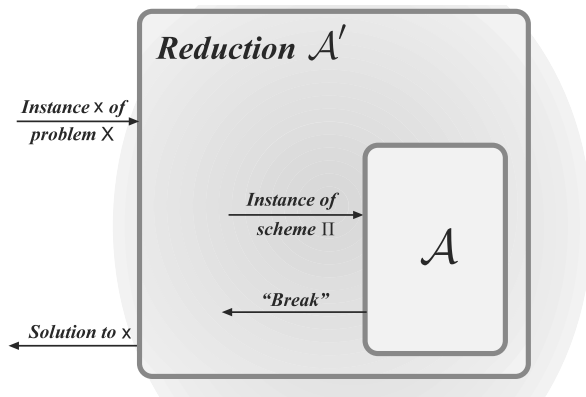 Reduction 𝒜′
Instance x of
problem X
Instance of
scheme Π
𝒜
“Break”
Solution to x